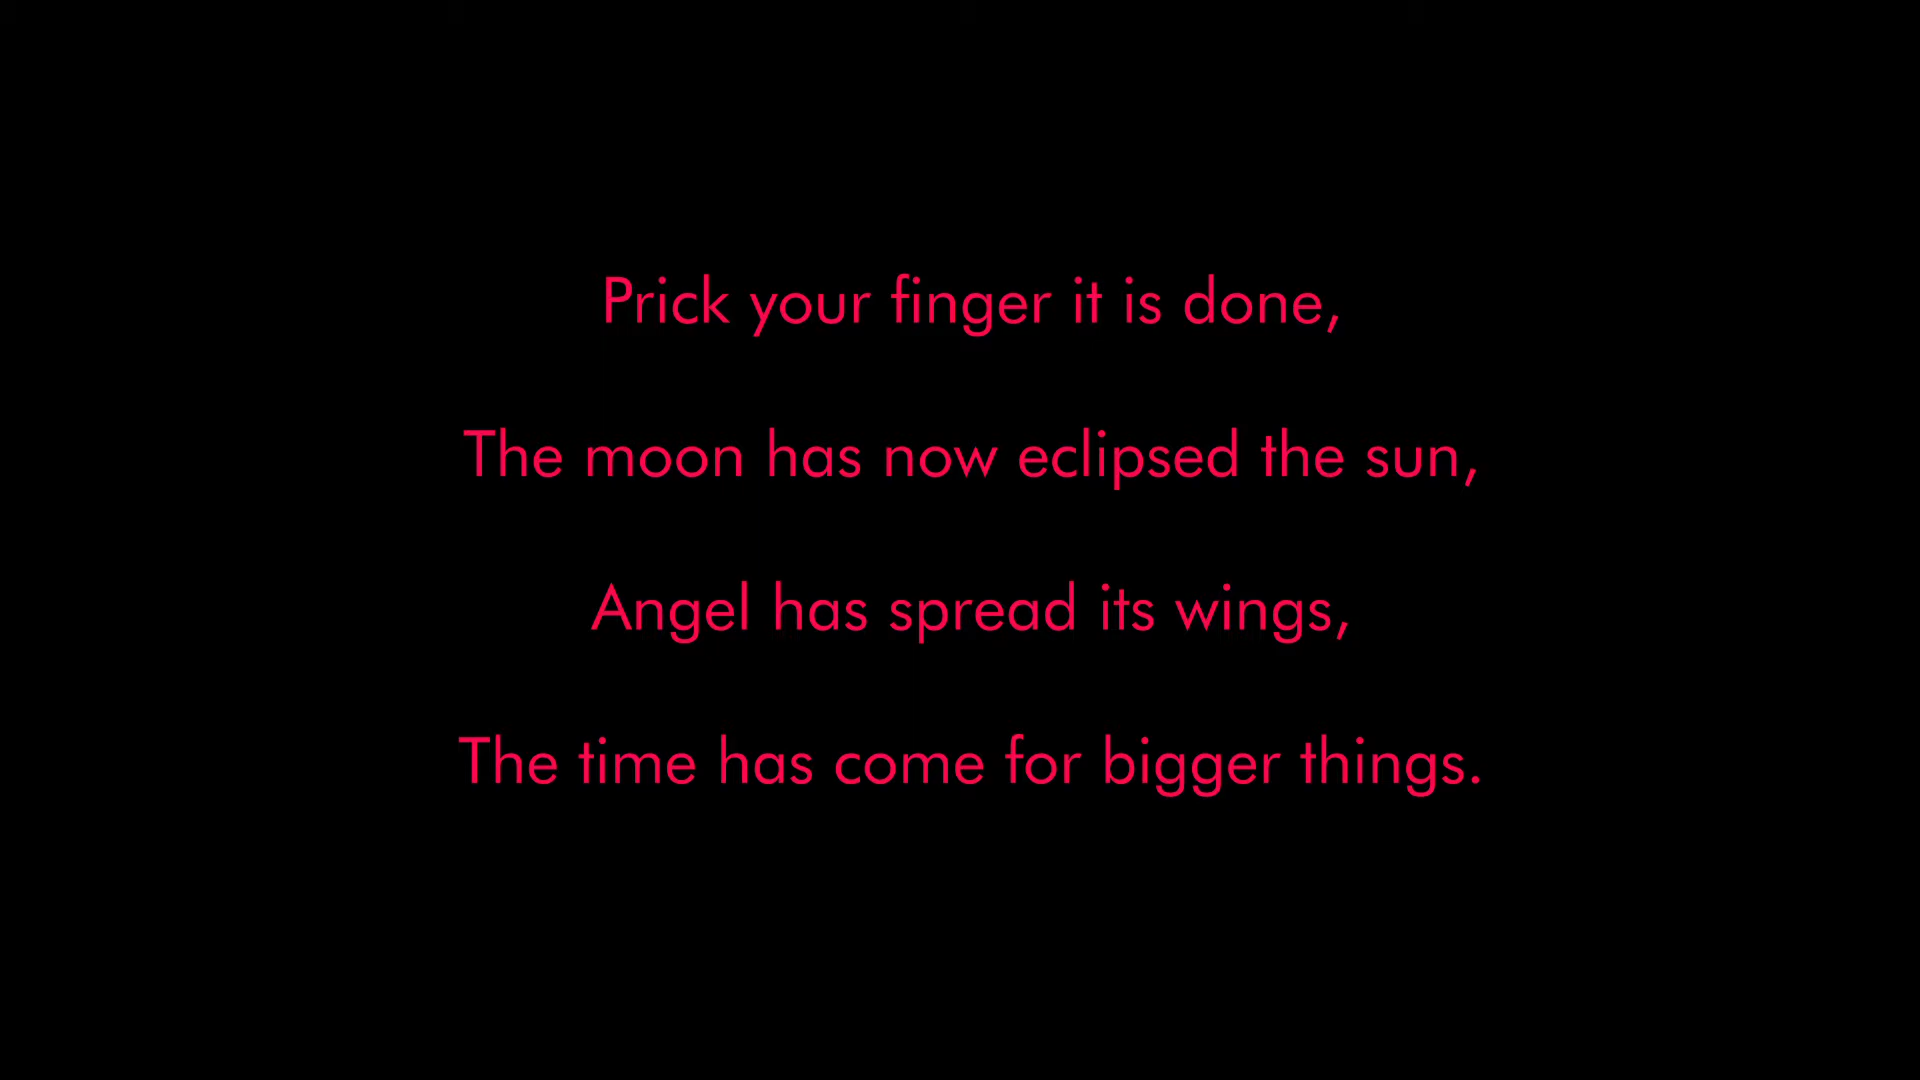 Prick your finger it is done,
The moon has now eclipsed the sun,
Angel has spread its wings,
The time has come for bigger things.